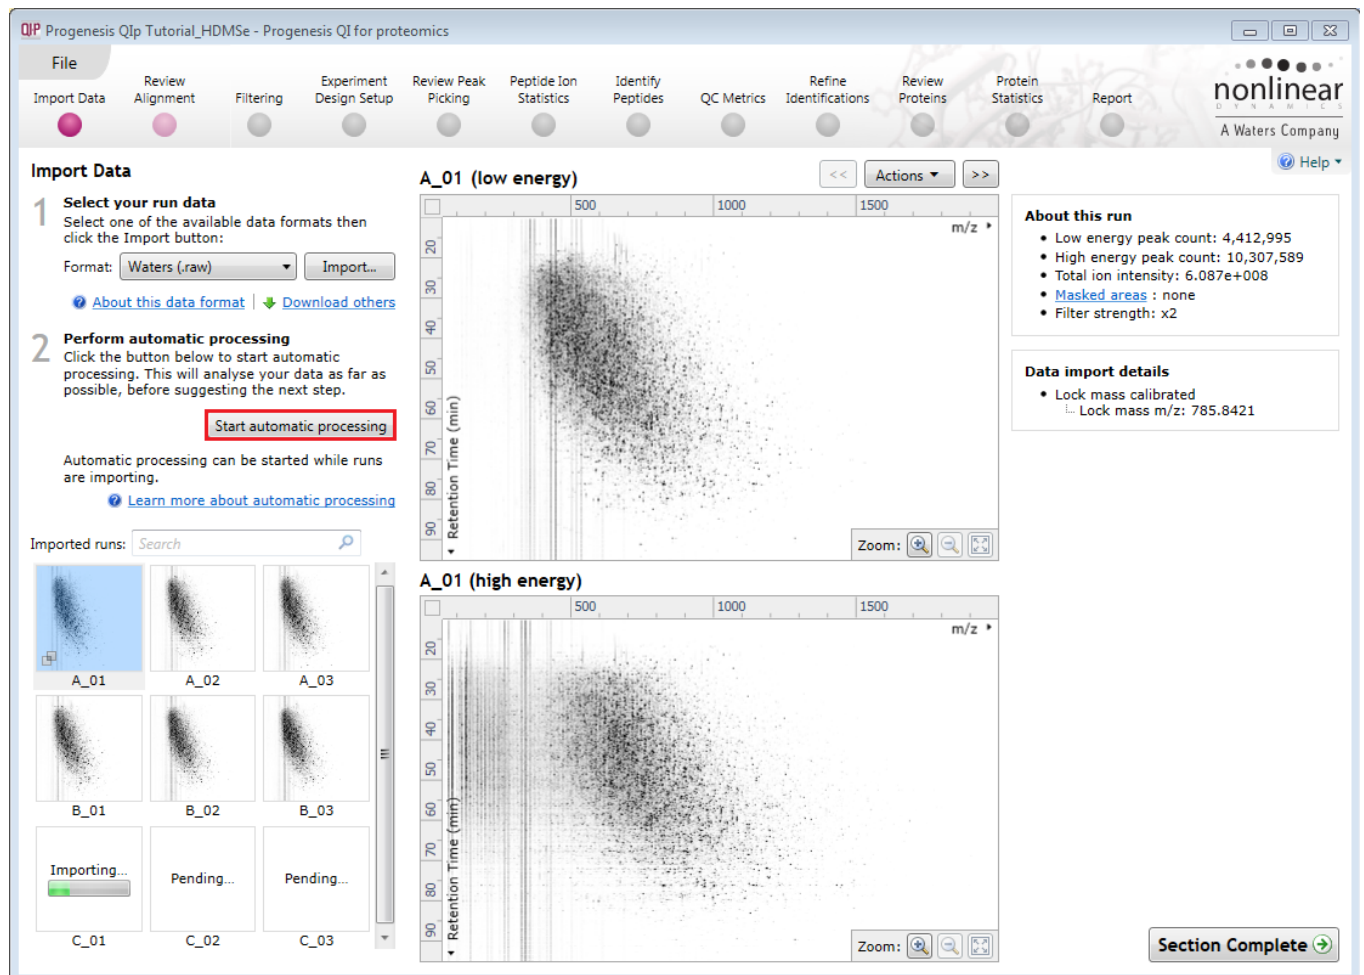 QIP Progenesis QIp Tutorial_HDMSe - Progenesis QI for proteomics
File
Import Data
Review
Alignment
Filtering
Experiment
Design Setup
Review Peak
Picking
Peptide Ion
Statistics
Identify
Peptides
QC Metrics
Refine
Identifications
Review
Proteins
Protein
Statistics
Report
nonlinear
DYNAMICS
A Waters Company
Help
Import Data
1 Select your run data
Select one of the available data formats then
click the Import button:
Format: Waters (.raw) Import...
About this data format | Download others
2 Perform automatic processing
Click the button below to start automatic
processing. This will analyse your data as far as
possible, before suggesting the next step.
Start automatic processing
Automatic processing can be started while runs
are importing.
Learn more about automatic processing
Imported runs: Search
A_01 A_02 A_03
B_01 B_02 B_03
Importing... Pending... Pending...
C_01 C_02 C_03
A_01 (low energy)
<< Actions >>
500 1000 1500
m/z
20
30
40
50
60
70
80
90
Retention Time (min)
Zoom:
A_01 (high energy)
500 1000 1500
m/z
20
30
40
50
60
70
80
90
Retention Time (min)
Zoom:
About this run
• Low energy peak count: 4,412,995
• High energy peak count: 10,307,589
• Total ion intensity: 6.087e+008
• Masked areas : none
• Filter strength: x2
Data import details
• Lock mass calibrated
Lock mass m/z: 785.8421
Section Complete